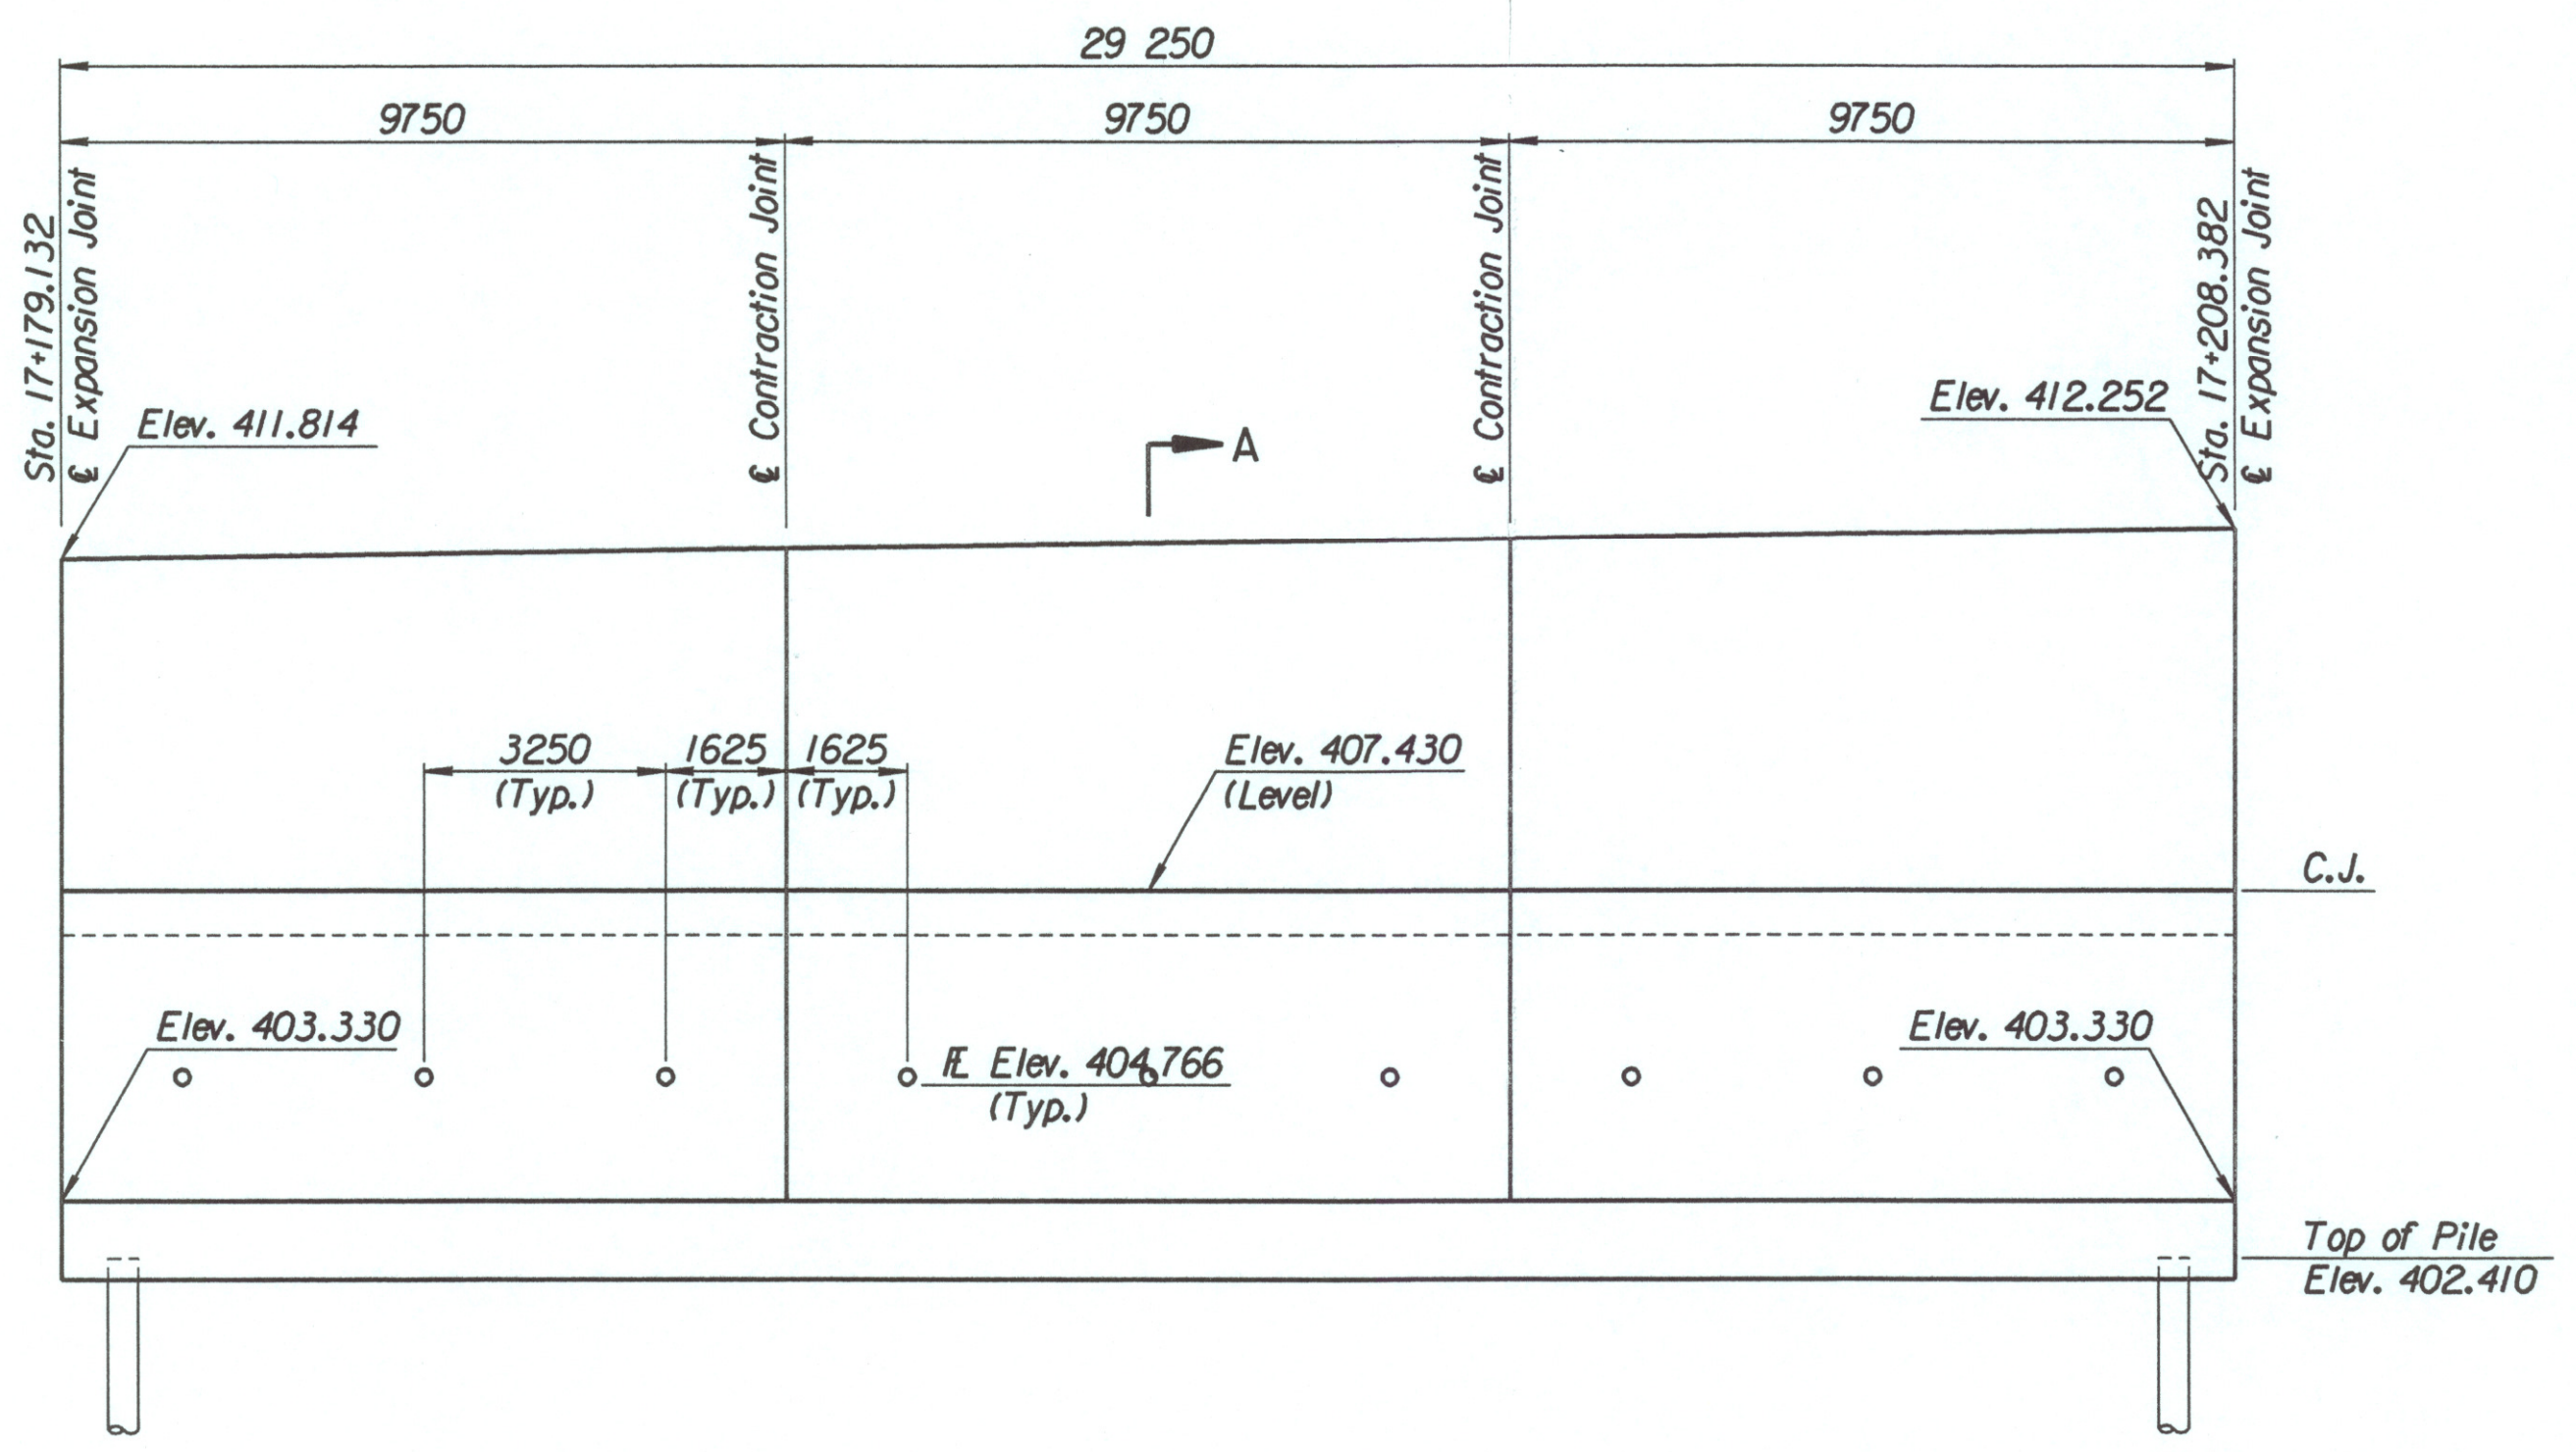 29 250
9750
9750
9750
Sta. 17+179.132
℄ Expansion Joint
℄ Contraction Joint
℄ Contraction Joint
Sta. 17+208.382
℄ Expansion Joint
Elev. 411.814
A
Elev. 412.252
3250
(Typ.)
1625
(Typ.)
1625
(Typ.)
Elev. 407.430
(Level)
C.J.
Elev. 403.330
FE Elev. 404.766
(Typ.)
Elev. 403.330
Top of Pile
Elev. 402.410